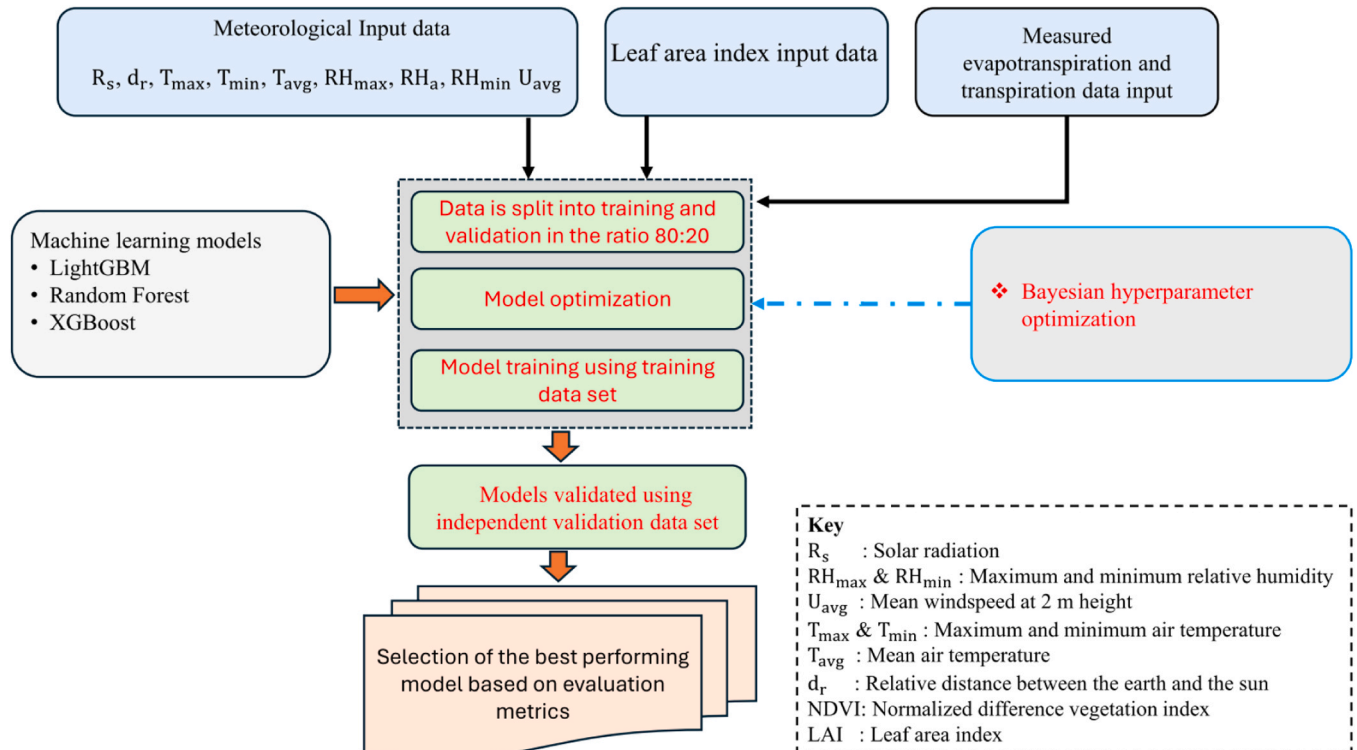 Meteorological Input data
Rs, dr, Tmax, Tmin, Tavg, RHmax, RHa, RHmin Uavg
Leaf area index input data
Measured
evapotranspiration and
transpiration data input
Data is split into training and
validation in the ratio 80:20
Machine learning models
• LightGBM
• Random Forest
• XGBoost
Model optimization
❖ Bayesian hyperparameter
optimization
Model training using training
data set
Models validated using
independent validation data set
Selection of the best performing
model based on evaluation
metrics
Key
Rs : Solar radiation
RHmax & RHmin : Maximum and minimum relative humidity
Uavg : Mean windspeed at 2 m height
Tmax & Tmin : Maximum and minimum air temperature
Tavg : Mean air temperature
dr : Relative distance between the earth and the sun
NDVI: Normalized difference vegetation index
LAI : Leaf area index